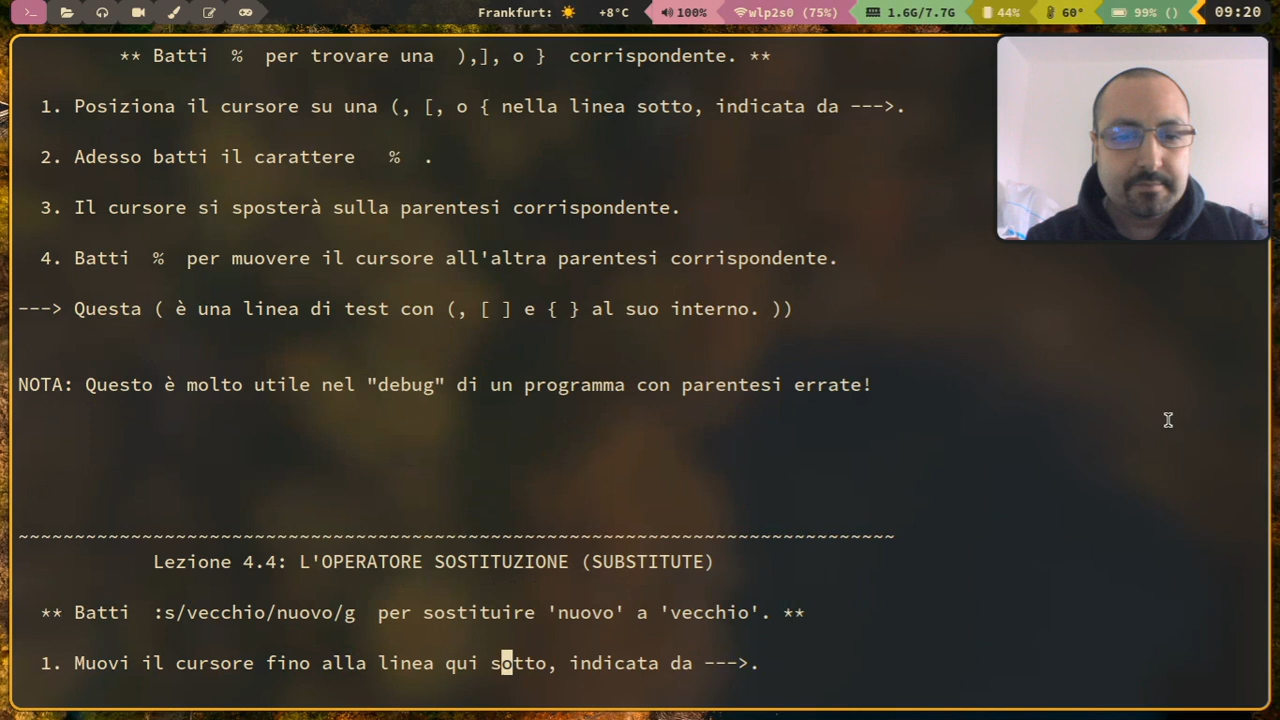 Frankfurt: +8°C 100% wlp2s0 (75%) 1.6G/7.7G 44% 60° 99% () 09:20
** Batti  %  per trovare una  ),], o }  corrispondente. **
1. Posiziona il cursore su una (, [, o { nella linea sotto, indicata da --->.
2. Adesso batti il carattere   %  .
3. Il cursore si sposterà sulla parentesi corrispondente.
4. Batti  %  per muovere il cursore all'altra parentesi corrispondente.
---> Questa ( è una linea di test con (, [ ] e { } al suo interno. ))
NOTA: Questo è molto utile nel "debug" di un programma con parentesi errate!
~~~~~~~~~~~~~~~~~~~~~~~~~~~~~~~~~~~~~~~~~~~~~~~~~~~~~~~~~~~~~~~~~~~~~~~~~~~~~~
Lezione 4.4: L'OPERATORE SOSTITUZIONE (SUBSTITUTE)
** Batti  :s/vecchio/nuovo/g  per sostituire 'nuovo' a 'vecchio'. **
1. Muovi il cursore fino alla linea qui sotto, indicata da --->.